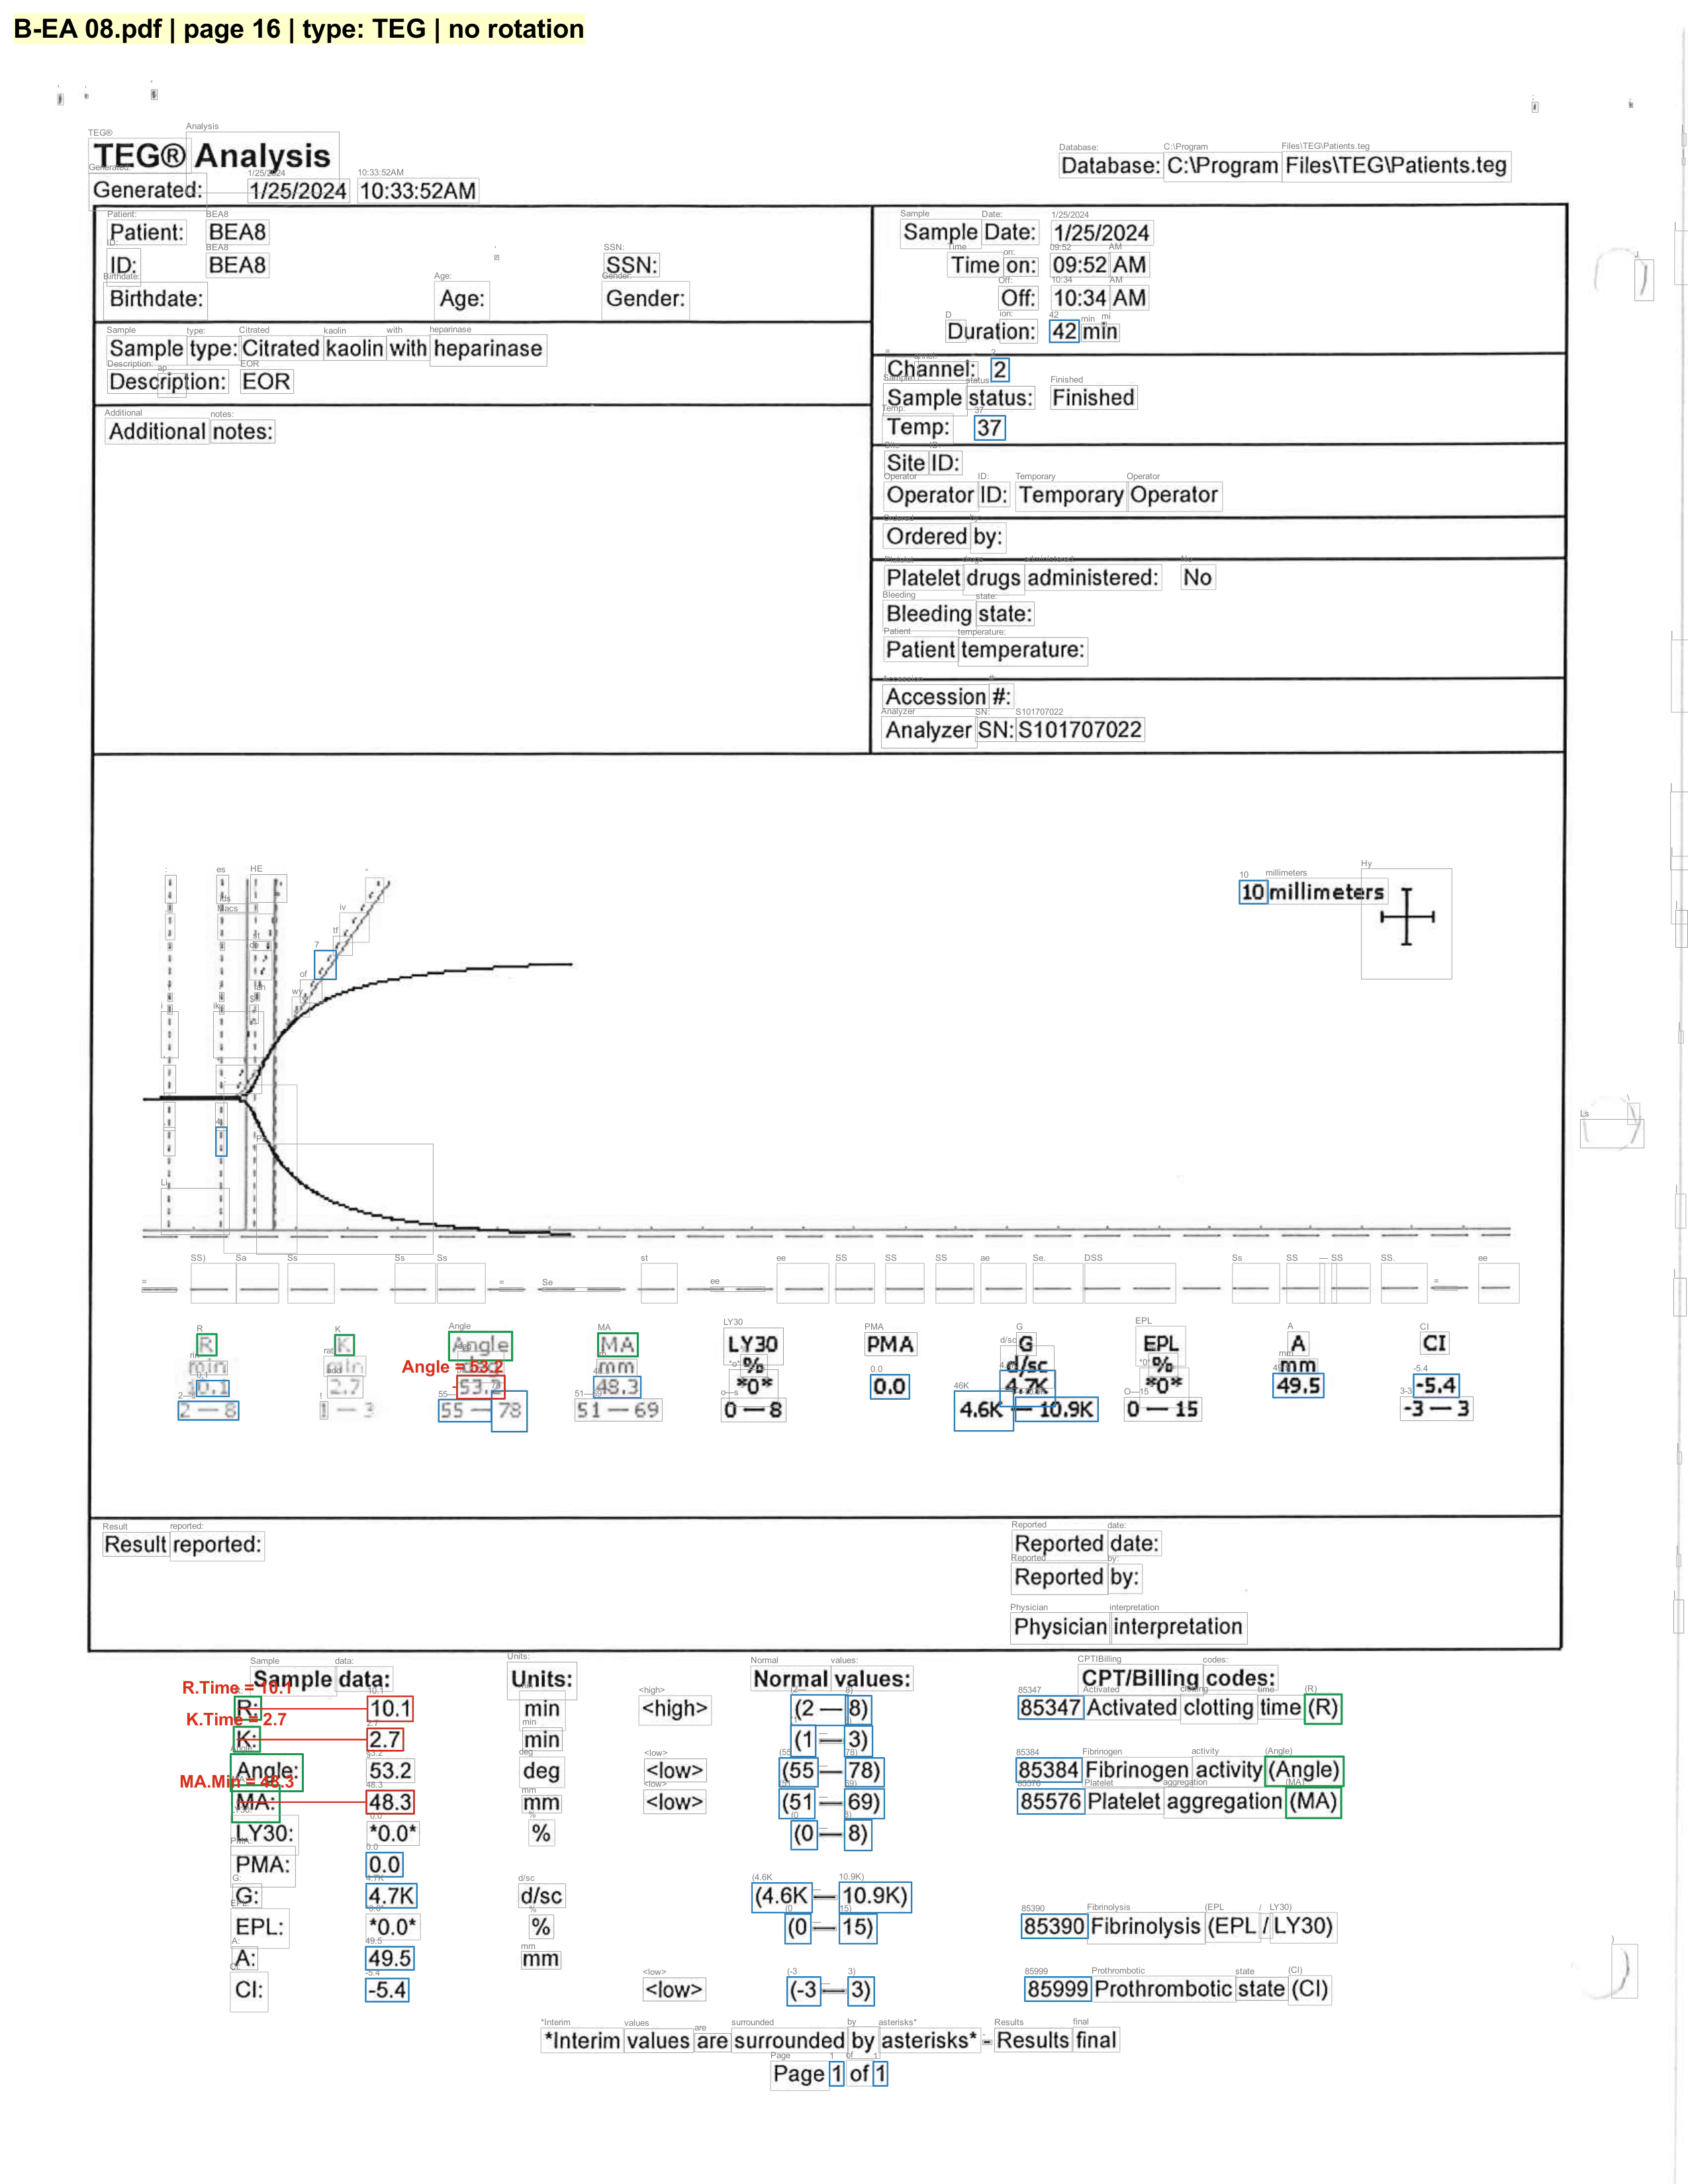 B-EA 08.pdf | page 16 | type: TEG | no rotation
TEG® Analysis
Generated: 1/25/2024 10:33:52AM
Database: C:\Program Files\TEG\Patients.teg
Patient: BEA8
ID: BEA8 SSN:
Birthdate: Age: Gender:
Sample type: Citrated kaolin with heparinase
Description: EOR
Additional notes:
Sample Date: 1/25/2024
Time on: 09:52 AM
Off: 10:34 AM
Duration: 42 min
Channel: 2
Sample status: Finished
Temp: 37
Site ID:
Operator ID: Temporary Operator
Ordered by:
Platelet drugs administered: No
Bleeding state:
Patient temperature:
Accession #:
Analyzer SN: S101707022
10 millimeters
R K Angle MA LY30 PMA G EPL A CI
min min mm % d/sc % mm
Angle = 53.2
10.1 2.7 53.2 48.3 *0* 0.0 4.7K *0* 49.5 -5.4
2 — 8 1 — 3 55 — 78 51 — 69 0 — 8 4.6K — 10.9K 0 — 15 -3 — 3
Result reported:
Reported date:
Reported by:
Physician interpretation
Sample data: Units: Normal values: CPT/Billing codes:
R.Time = 10.1
R: 10.1 min <high> (2 — 8) 85347 Activated clotting time (R)
K.Time = 2.7
K: 2.7 min (1 — 3)
Angle: 53.2 deg <low> (55 — 78) 85384 Fibrinogen activity (Angle)
MA.Min = 48.3
MA: 48.3 mm <low> (51 — 69) 85576 Platelet aggregation (MA)
LY30: *0.0* % (0 — 8)
PMA: 0.0
G: 4.7K d/sc (4.6K — 10.9K)
EPL: *0.0* % (0 — 15) 85390 Fibrinolysis (EPL / LY30)
A: 49.5 mm
CI: -5.4 <low> (-3 — 3) 85999 Prothrombotic state (CI)
*Interim values are surrounded by asterisks* - Results final
Page 1 of 1